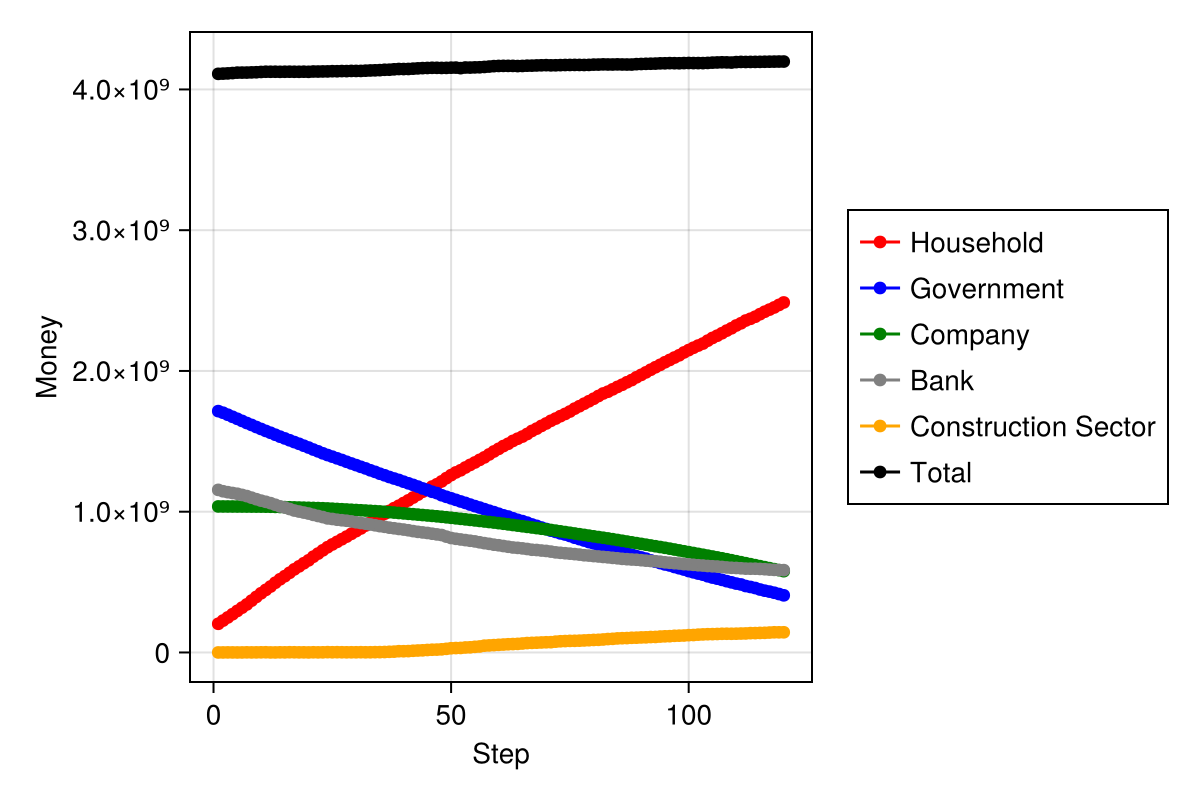 4.0×10⁹
3.0×10⁹
2.0×10⁹
1.0×10⁹
0
Money
0 50 100
Step
Household
Government
Company
Bank
Construction Sector
Total